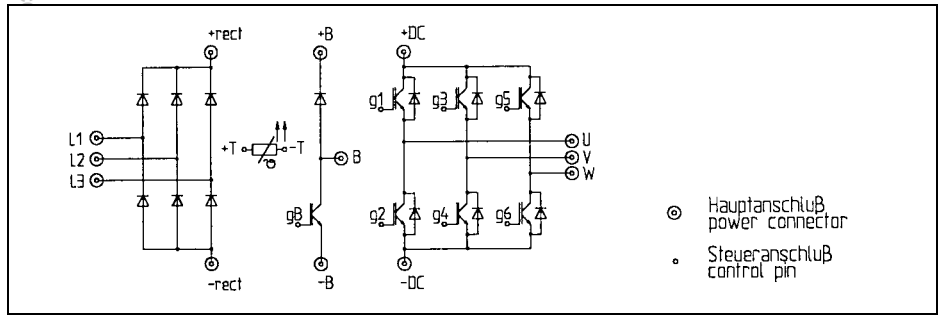 +rect +B +DC
g1 g3 g5
L1 U
+T -T
L2 B V
L3 W
ϑ
gB g2 g4 g6
Hauptanschluß
power connector
Steueranschluß
control pin
-rect -B -DC